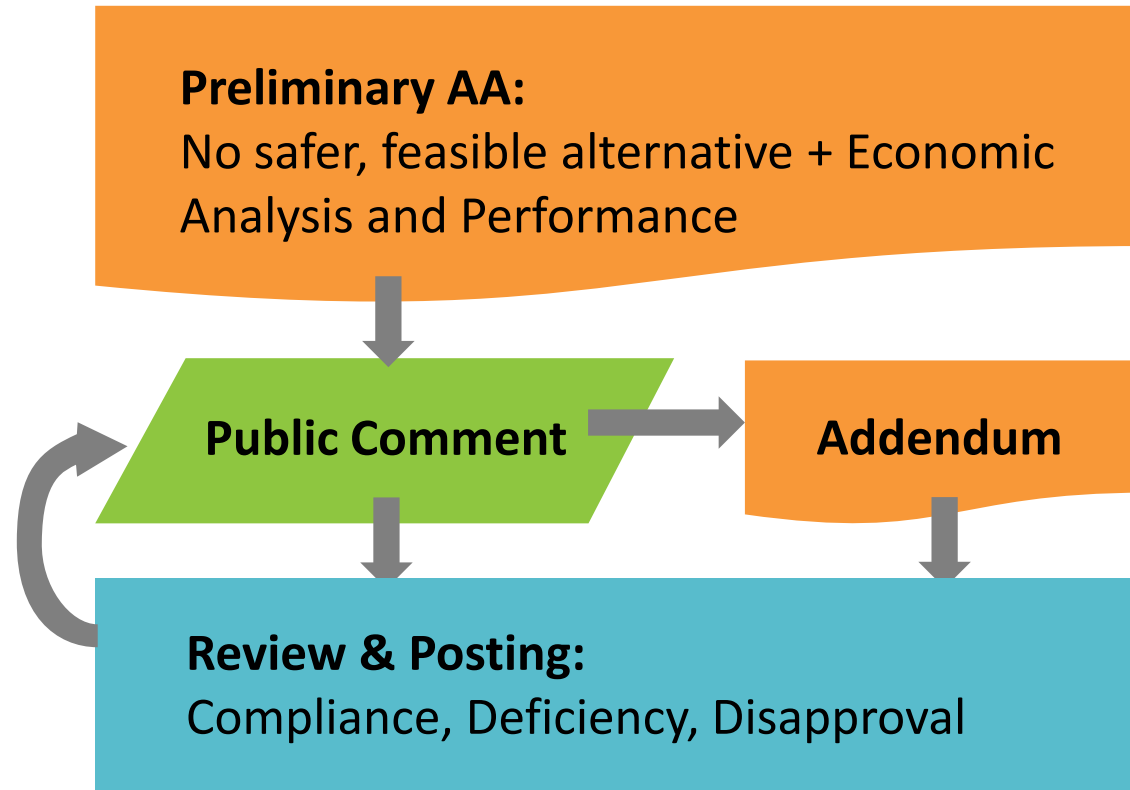 Preliminary AA:
No safer, feasible alternative + Economic
Analysis and Performance
Public Comment
Addendum
Review & Posting:
Compliance, Deficiency, Disapproval